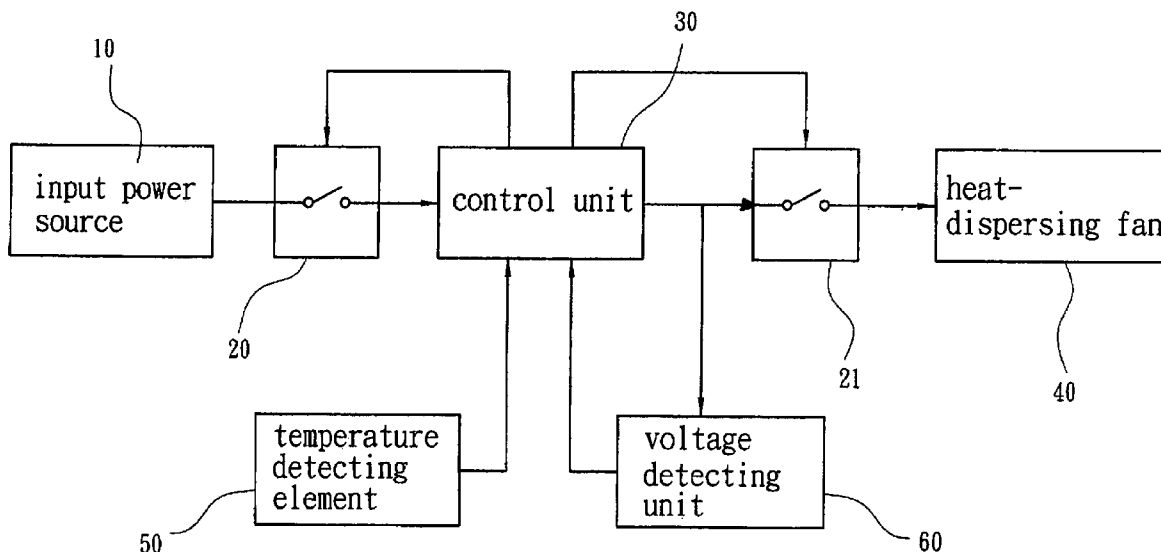 10
30
input power
source
control unit
heat-
dispersing fan
20
21
40
temperature
detecting
element
voltage
detecting
unit
50
60